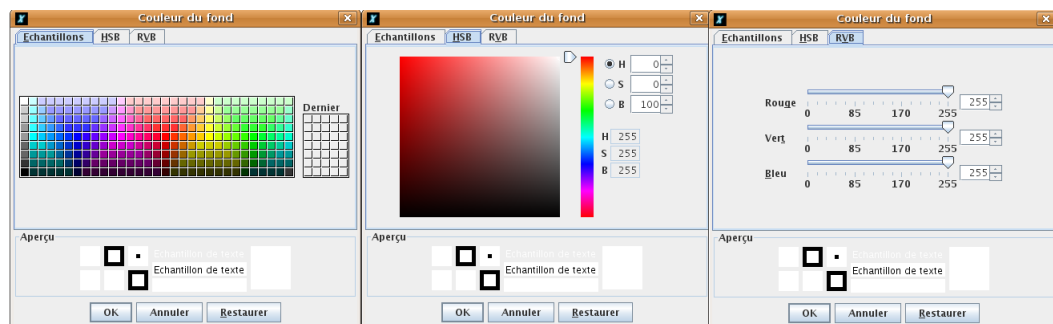 Couleur du fond
Echantillons HSB RVB
Dernier
Aperçu
Echantillon de texte
Echantillon de texte
OK Annuler Restaurer
Couleur du fond
Echantillons HSB RVB
H 0
S 0
B 100
H 255
S 255
B 255
Aperçu
Echantillon de texte
Echantillon de texte
OK Annuler Restaurer
Couleur du fond
Echantillons HSB RVB
Rouge 0 85 170 255 255
Vert 0 85 170 255 255
Bleu 0 85 170 255 255
Aperçu
Echantillon de texte
Echantillon de texte
OK Annuler Restaurer